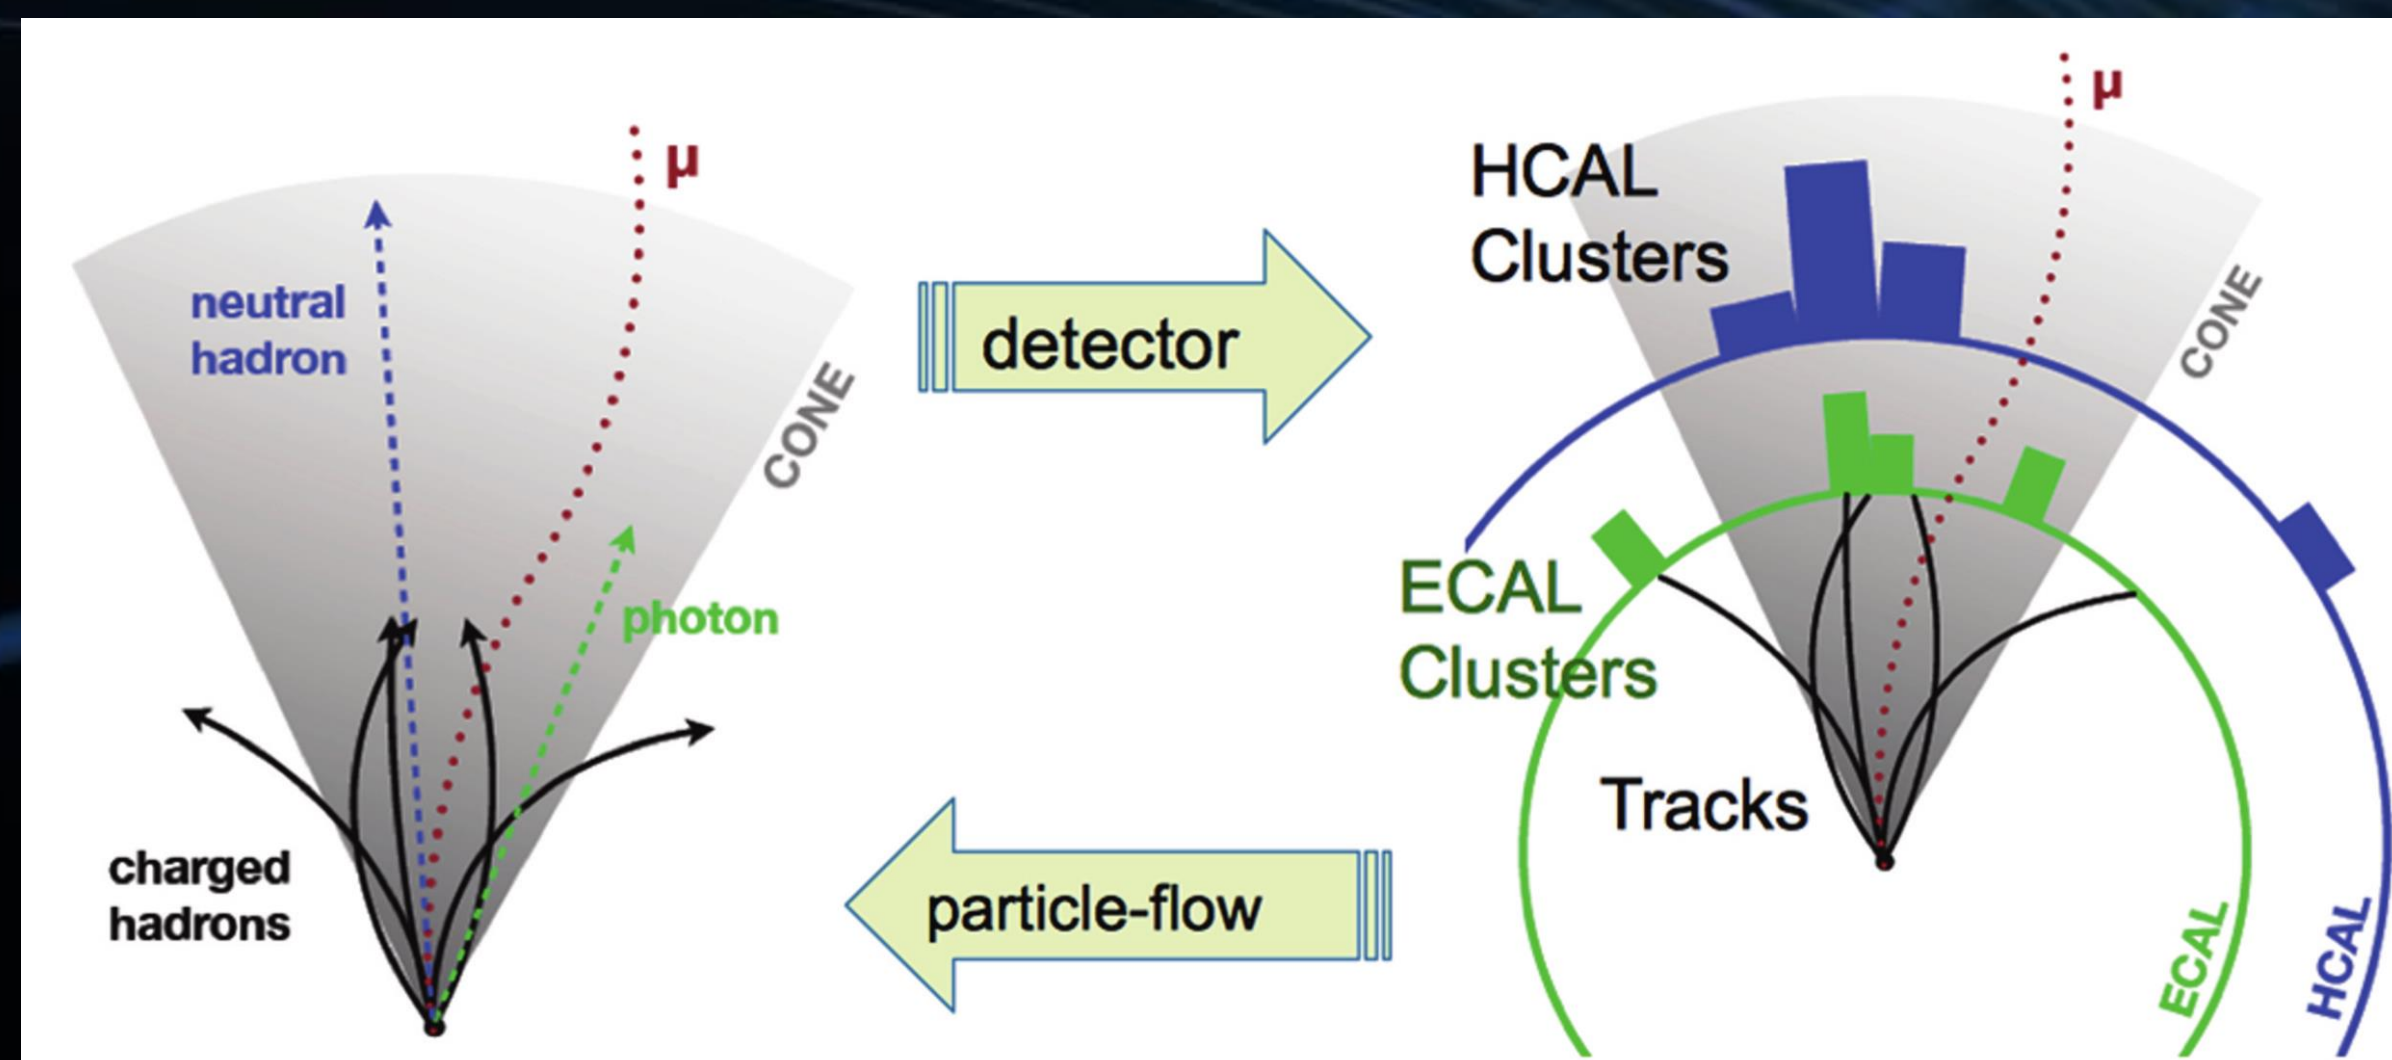 μ
neutral
hadron
CONE
photon
charged
hadrons
detector
particle-flow
μ
HCAL
Clusters
CONE
ECAL
Clusters
Tracks
ECAL
HCAL